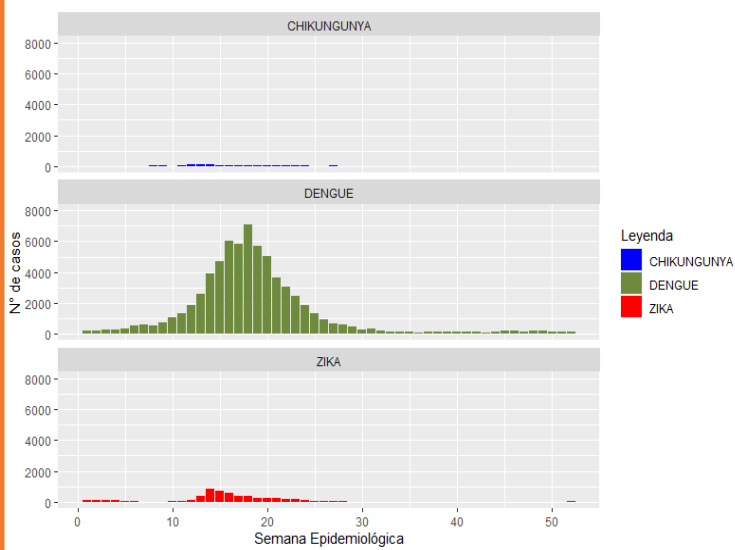 CHIKUNGUNYA
8000
6000
4000
2000
0
DENGUE
8000
6000
4000
2000
0
ZIKA
8000
6000
4000
2000
0
0 10 20 30 40 50
Semana Epidemiológica
N° de casos
Leyenda
CHIKUNGUNYA
DENGUE
ZIKA